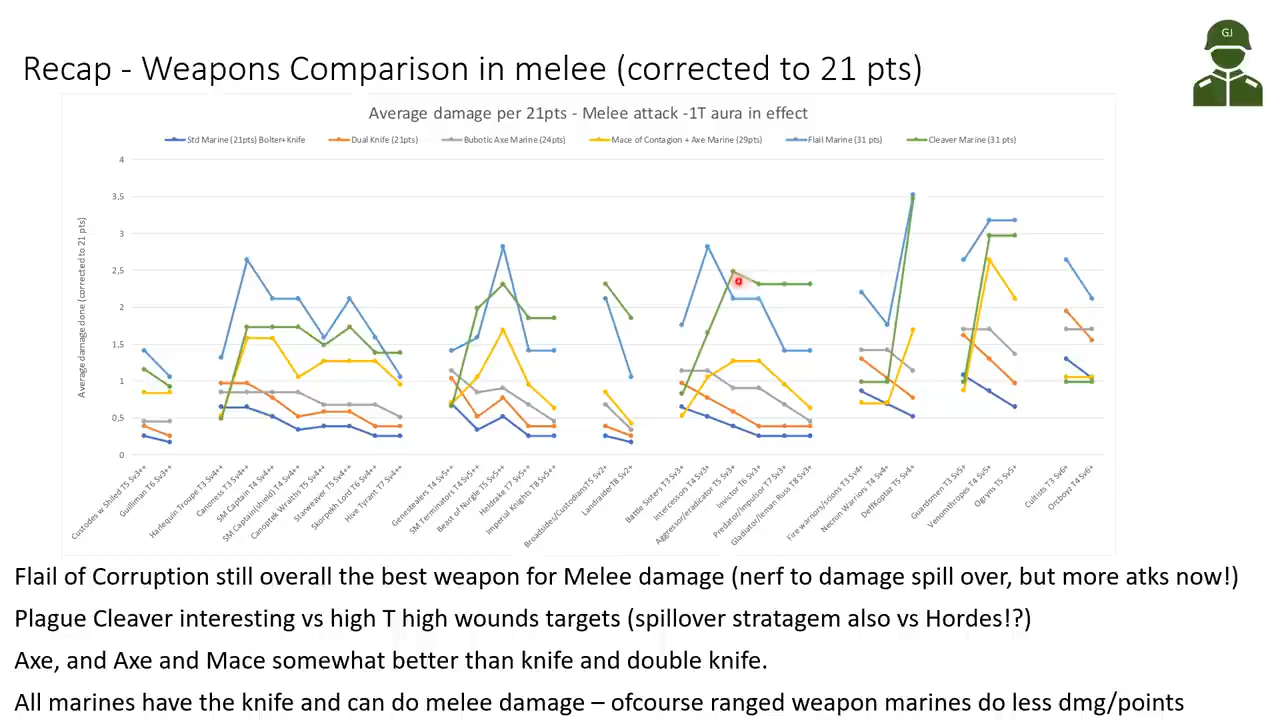 GJ
Recap - Weapons Comparison in melee (corrected to 21 pts)
Average damage per 21pts - Melee attack -1T aura in effect
Std Marine (21pts) Bolter+Knife
Dual Knife (21pts)
Bubotic Axe Marine (24pts)
Mace of Contagion + Axe Marine (29pts)
Flail Marine (31 pts)
Cleaver Marine (31 pts)
Average damage done (corrected to 21 pts)
4
3,5
3
2,5
2
1,5
1
0,5
0
Custodes w Shiled T5 Sv3++
Guilliman T6 Sv3++
Harlequin Troupe T3 Sv4++
Canoness T3 Sv4++
SM Captain T4 Sv4++
SM Captain(shield) T4 Sv4++
Canoptek Wraiths T5 Sv4++
Starweaver T5 Sv4++
Skorpekh Lord T6 Sv4++
Hive Tyrant T7 Sv4++
Genestealers T4 Sv5++
SM Terminators T4 Sv5++
Beast of Nurgle T5 Sv5++
Heldrake T7 Sv5++
Imperial Knights T8 Sv5++
Broadsides/CustodianT5 Sv2+
LandraiderT8 Sv2+
Battle Sisters T3 Sv3+
Intercessors T4 Sv3+
Aggressor/eradicator T5 Sv3+
Invictor T6 Sv3+
Predator/Impulsor T7 Sv3+
Gladiator/leman Russ T8 Sv3+
Fire warriors/scions T3 Sv4+
Necron Warriors T4 Sv4+
Deffkoptar T5 Sv4+
Guardsmen T3 Sv5+
Venomthropes T4 Sv5+
Ogryns T5 Sv5+
Cultists T3 Sv6+
Orcboyz T4 Sv6+
Flail of Corruption still overall the best weapon for Melee damage (nerf to damage spill over, but more atks now!)
Plague Cleaver interesting vs high T high wounds targets (spillover stratagem also vs Hordes!?)
Axe, and Axe and Mace somewhat better than knife and double knife.
All marines have the knife and can do melee damage – ofcourse ranged weapon marines do less dmg/points